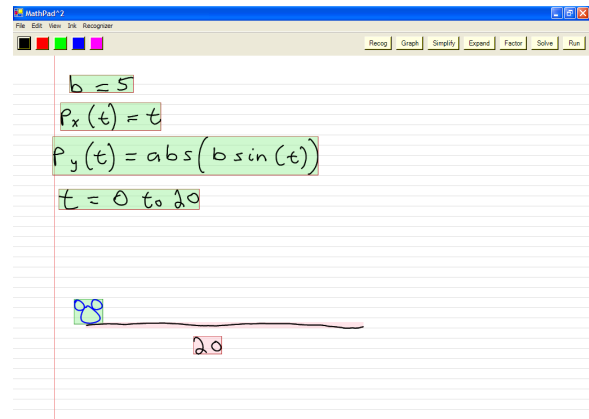 MathPad^2
File Edit View Ink Recognizer
Recog Graph Simplify Expand Factor Solve Run
b = 5
Px(t) = t
Py(t) = abs(b sin(t))
t = 0 to 20
20